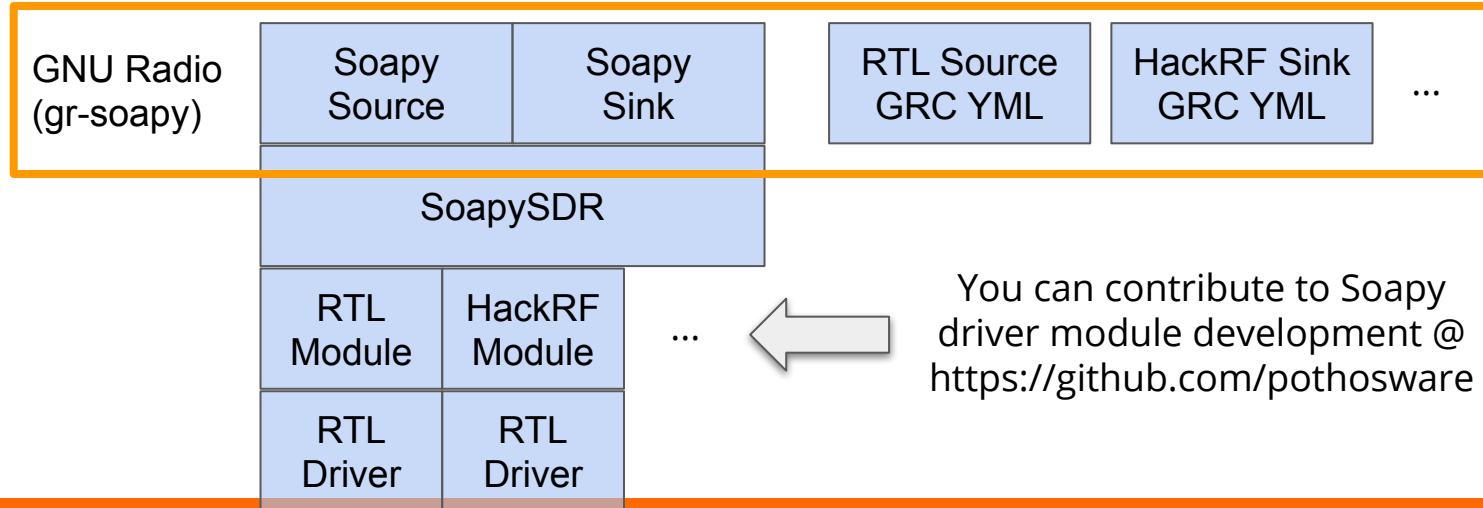 GNU Radio
(gr-soapy)
Soapy
Source
Soapy
Sink
RTL Source
GRC YML
HackRF Sink
GRC YML
...
SoapySDR
RTL
Module
HackRF
Module
...
You can contribute to Soapy
driver module development @
https://github.com/pothosware
RTL
Driver
RTL
Driver